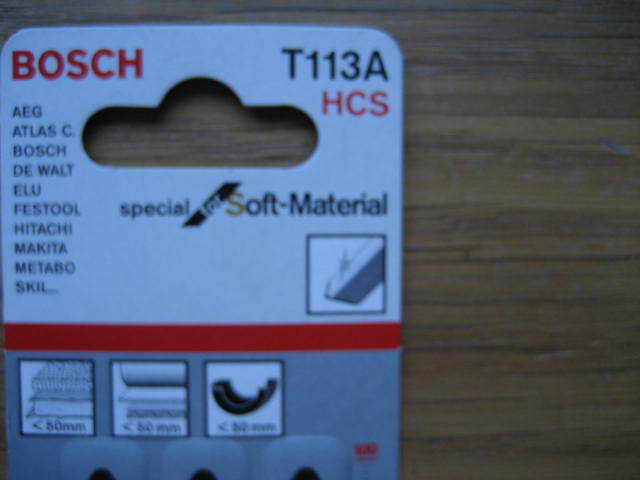 BOSCH
T113A
HCS
AEG
ATLAS C.
BOSCH
DE WALT
ELU
FESTOOL
HITACHI
MAKITA
METABO
SKIL...
special for Soft-Material
< 50mm
< 50 mm
< 50 mm